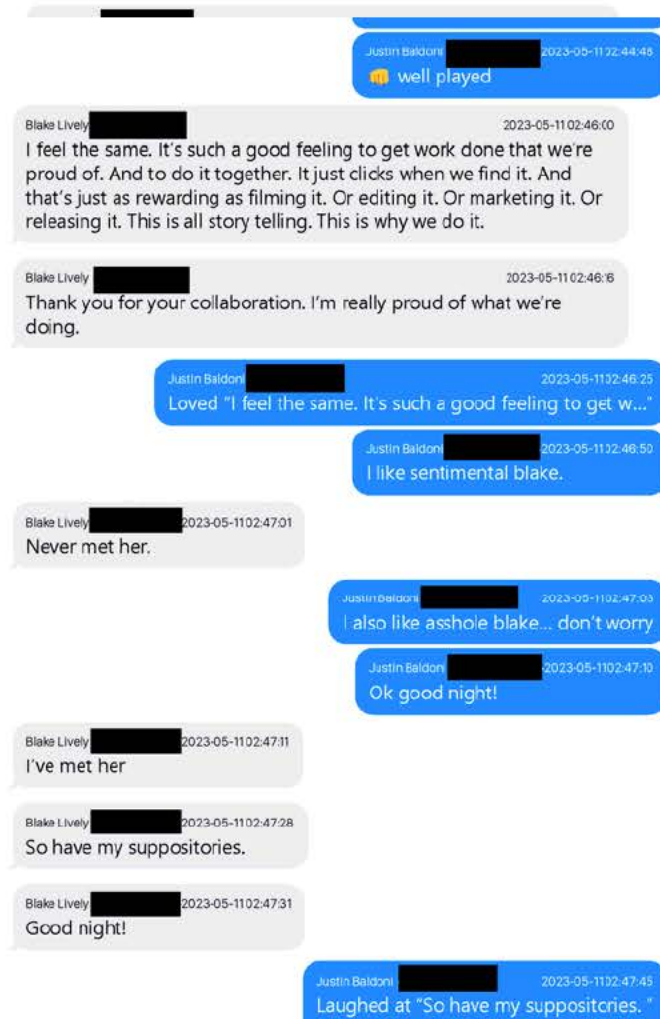 Justin Baldoni 2023-05-11 02:44:48
👊 well played
Blake Lively 2023-05-11 02:46:00
I feel the same. It's such a good feeling to get work done that we're
proud of. And to do it together. It just clicks when we find it. And
that's just as rewarding as filming it. Or editing it. Or marketing it. Or
releasing it. This is all story telling. This is why we do it.
Blake Lively 2023-05-11 02:46:16
Thank you for your collaboration. I'm really proud of what we're
doing.
Justin Baldoni 2023-05-11 02:46:25
Loved "I feel the same. It's such a good feeling to get w..."
Justin Baldoni 2023-05-11 02:46:50
I like sentimental blake.
Blake Lively 2023-05-11 02:47:01
Never met her.
Justin Baldoni 2023-05-11 02:47:03
I also like asshole blake... don't worry
Justin Baldoni 2023-05-11 02:47:10
Ok good night!
Blake Lively 2023-05-11 02:47:11
I've met her
Blake Lively 2023-05-11 02:47:28
So have my suppositories.
Blake Lively 2023-05-11 02:47:31
Good night!
Justin Baldoni 2023-05-11 02:47:45
Laughed at "So have my suppositories. "